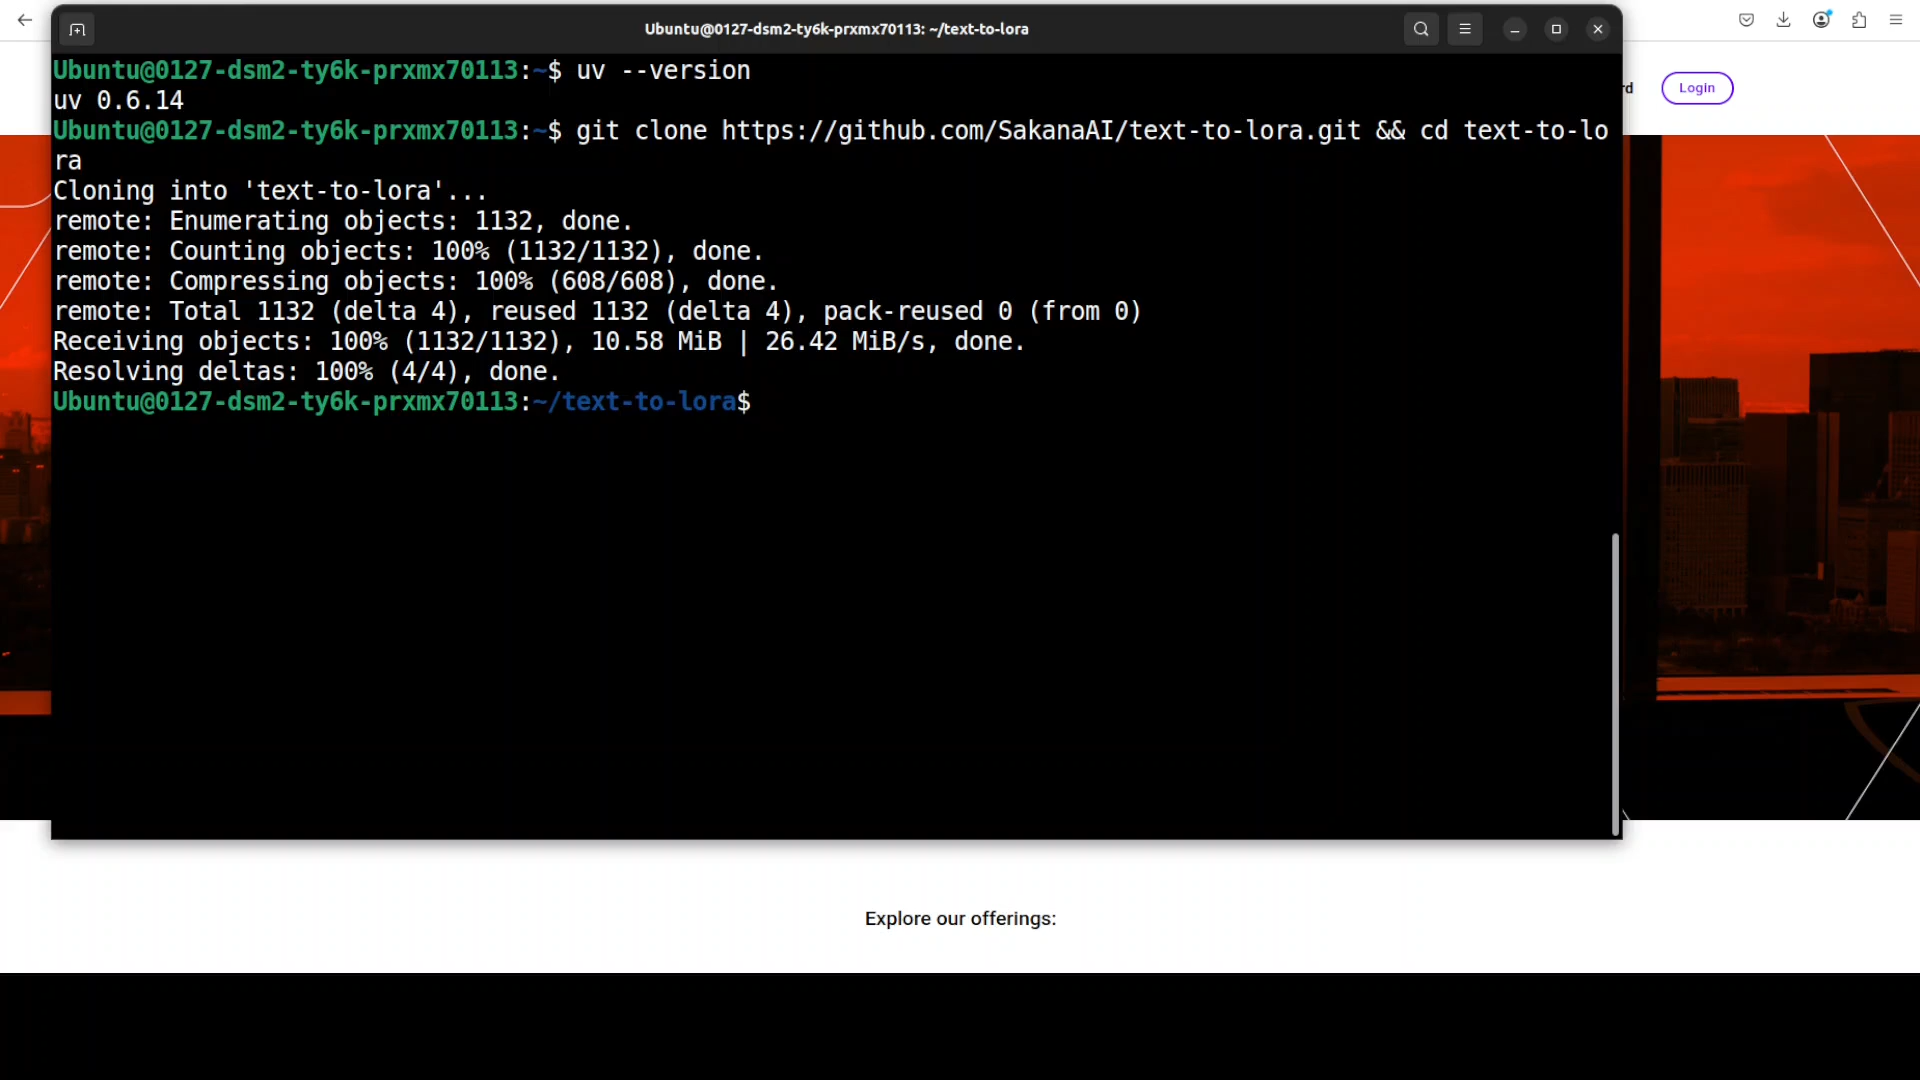 Ubuntu@0127-dsm2-ty6k-prxmx70113: ~/text-to-lora
Ubuntu@0127-dsm2-ty6k-prxmx70113:~$ uv --version
uv 0.6.14
Ubuntu@0127-dsm2-ty6k-prxmx70113:~$ git clone https://github.com/SakanaAI/text-to-lora.git && cd text-to-lo
ra
Cloning into 'text-to-lora'...
remote: Enumerating objects: 1132, done.
remote: Counting objects: 100% (1132/1132), done.
remote: Compressing objects: 100% (608/608), done.
remote: Total 1132 (delta 4), reused 1132 (delta 4), pack-reused 0 (from 0)
Receiving objects: 100% (1132/1132), 10.58 MiB | 26.42 MiB/s, done.
Resolving deltas: 100% (4/4), done.
Ubuntu@0127-dsm2-ty6k-prxmx70113:~/text-to-lora$
Login
Explore our offerings: